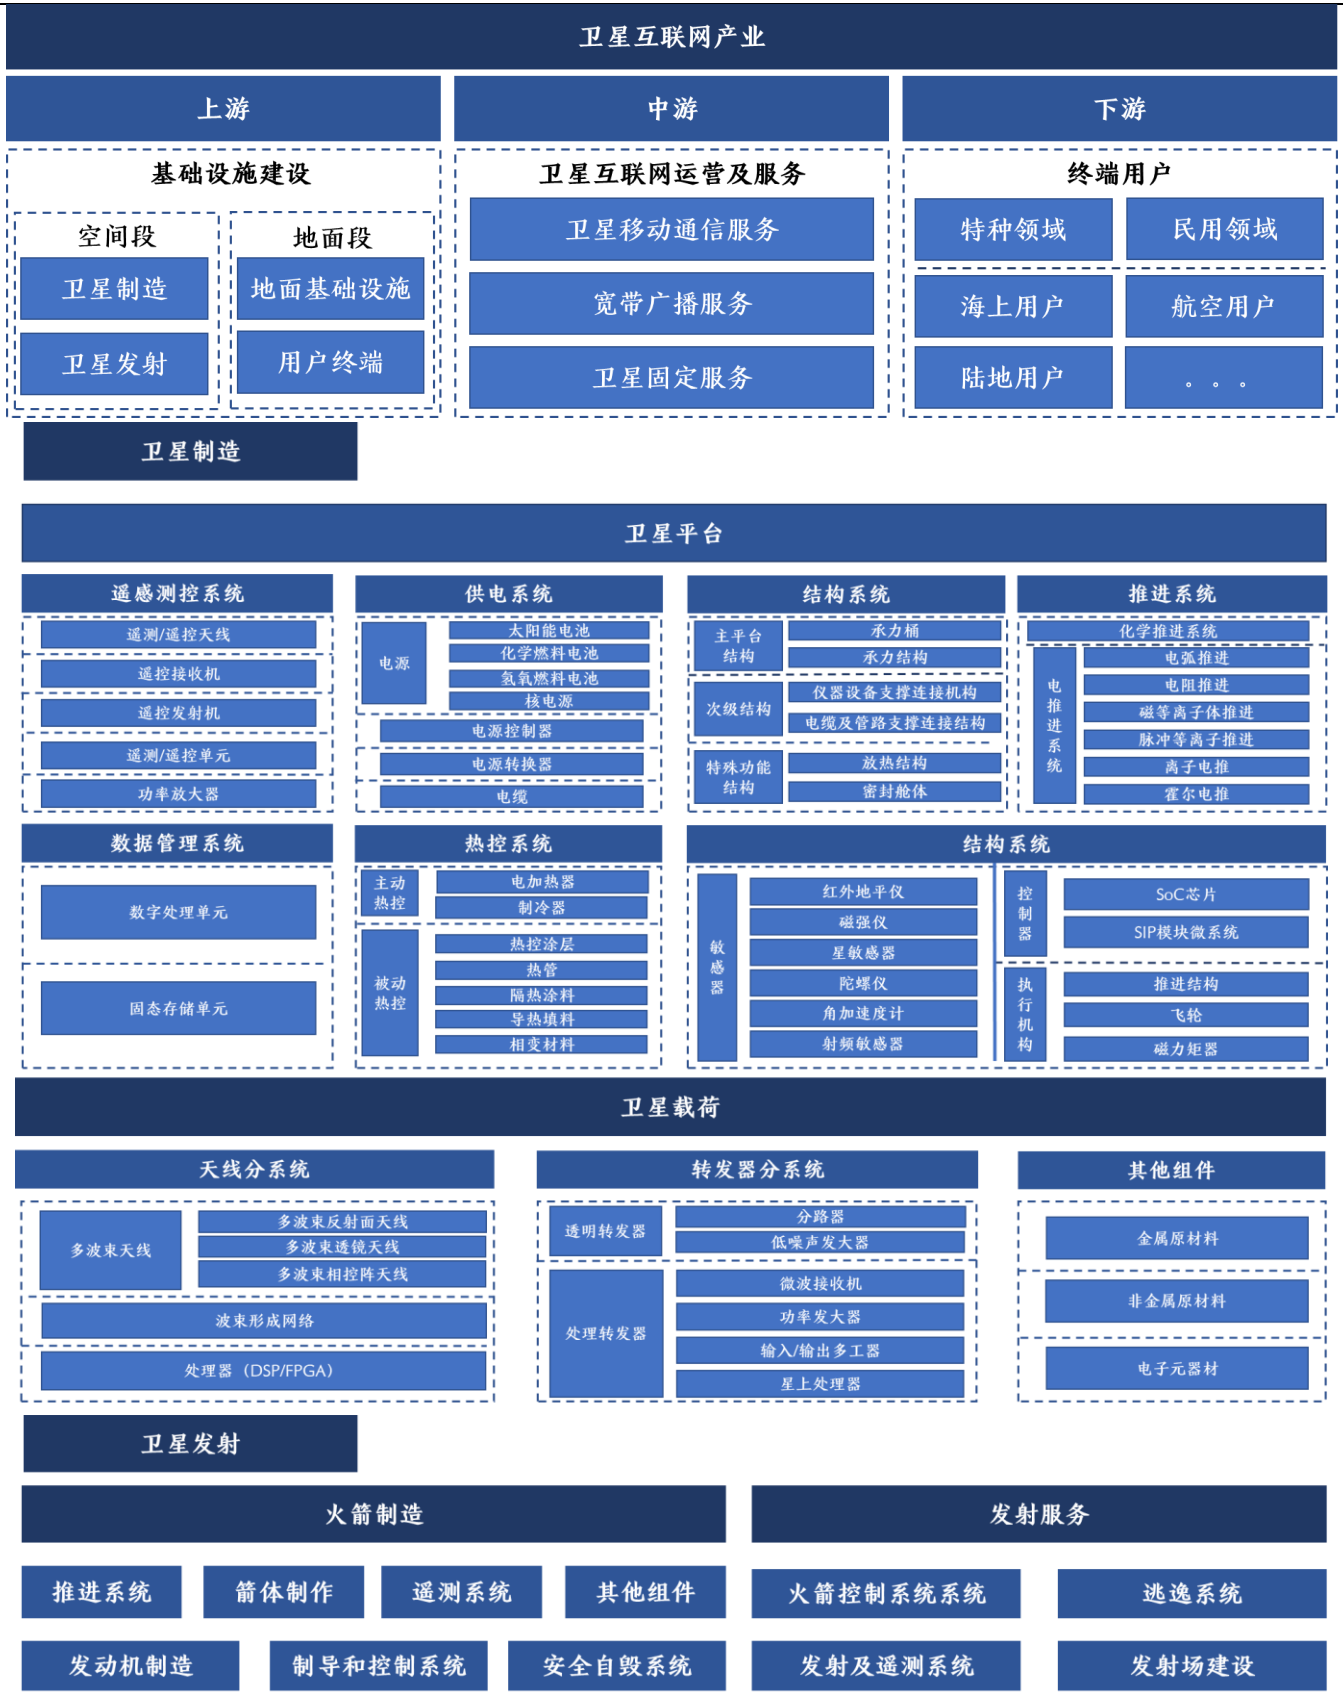 卫星互联网产业
上游
中游
下游
基础设施建设
空间段
地面段
卫星制造
地面基础设施
卫星发射
用户终端
卫星互联网运营及服务
卫星移动通信服务
宽带广播服务
卫星固定服务
终端用户
特种领域
民用领域
海上用户
航空用户
陆地用户
。。。
卫星制造
卫星平台
遥感测控系统
遥测/遥控天线
遥控接收机
遥控发射机
遥测/遥控单元
功率放大器
供电系统
电源
太阳能电池
化学燃料电池
氢氧燃料电池
核电源
电源控制器
电源转换器
电缆
结构系统
主平台
结构
承力桶
承力结构
次级结构
仪器设备支撑连接机构
电缆及管路支撑连接结构
特殊功能
结构
放热结构
密封舱体
推进系统
化学推进系统
电推进系统
电弧推进
电阻推进
磁等离子体推进
脉冲等离子推进
离子电推
霍尔电推
数据管理系统
数字处理单元
固态存储单元
热控系统
主动
热控
电加热器
制冷器
被动
热控
热控涂层
热管
隔热涂料
导热填料
相变材料
结构系统
敏感器
红外地平仪
磁强仪
星敏感器
陀螺仪
角加速度计
射频敏感器
控制器
SoC芯片
SIP模块微系统
执行机构
推进结构
飞轮
磁力矩器
卫星载荷
天线分系统
多波束天线
多波束反射面天线
多波束透镜天线
多波束相控阵天线
波束形成网络
处理器（DSP/FPGA）
转发器分系统
透明转发器
分路器
低噪声发大器
处理转发器
微波接收机
功率发大器
输入/输出多工器
星上处理器
其他组件
金属原材料
非金属原材料
电子元器材
卫星发射
火箭制造
推进系统
箭体制作
遥测系统
其他组件
发动机制造
制导和控制系统
安全自毁系统
发射服务
火箭控制系统系统
逃逸系统
发射及遥测系统
发射场建设